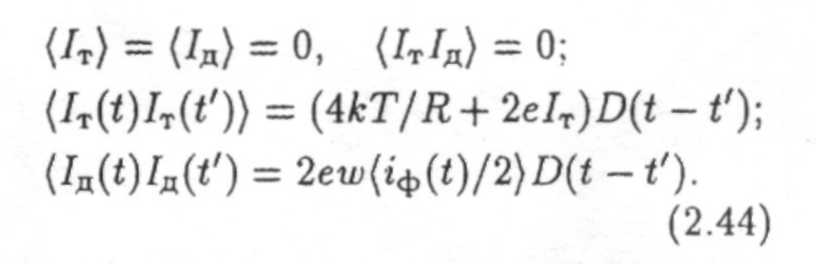 ⟨I_т⟩ = ⟨I_д⟩ = 0, ⟨I_т I_д⟩ = 0;
⟨I_т(t)I_т(t′)⟩ = (4kT/R + 2eI_т)D(t − t′);
⟨I_д(t)I_д(t′) = 2ew⟨i_ф(t)/2⟩D(t − t′).
(2.44)